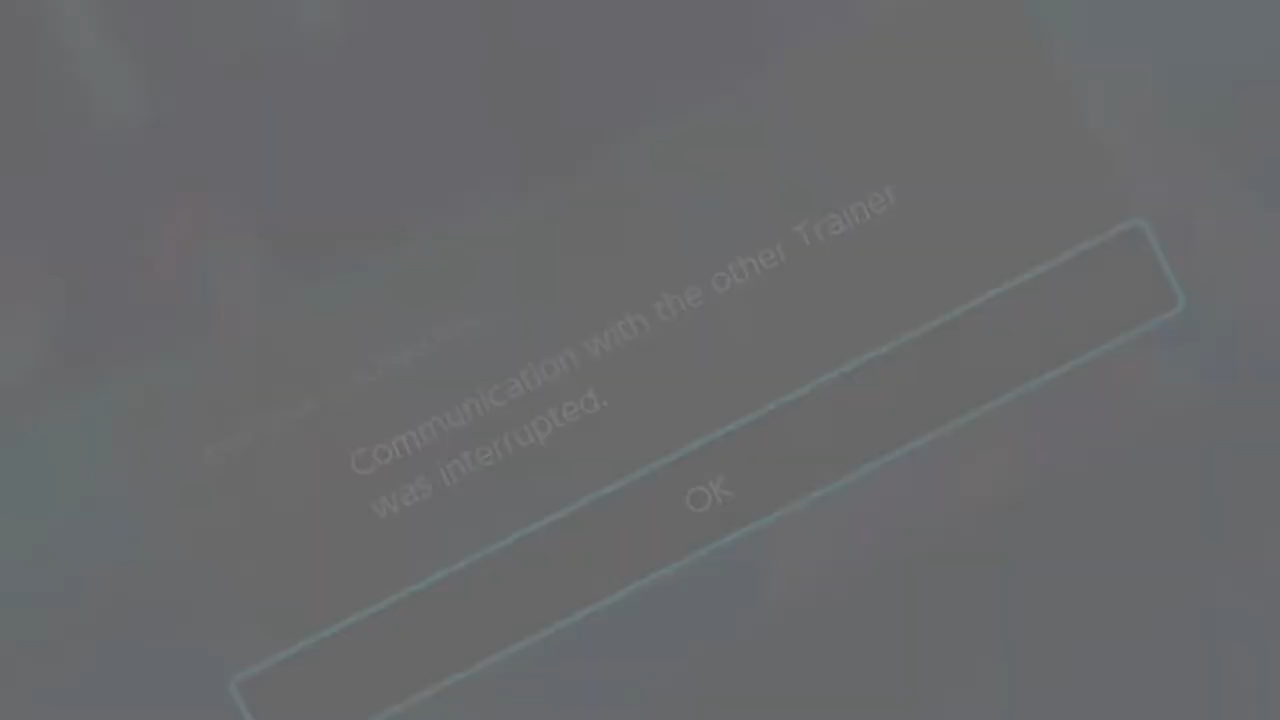 Communication with the other Trainer
was interrupted.
OK